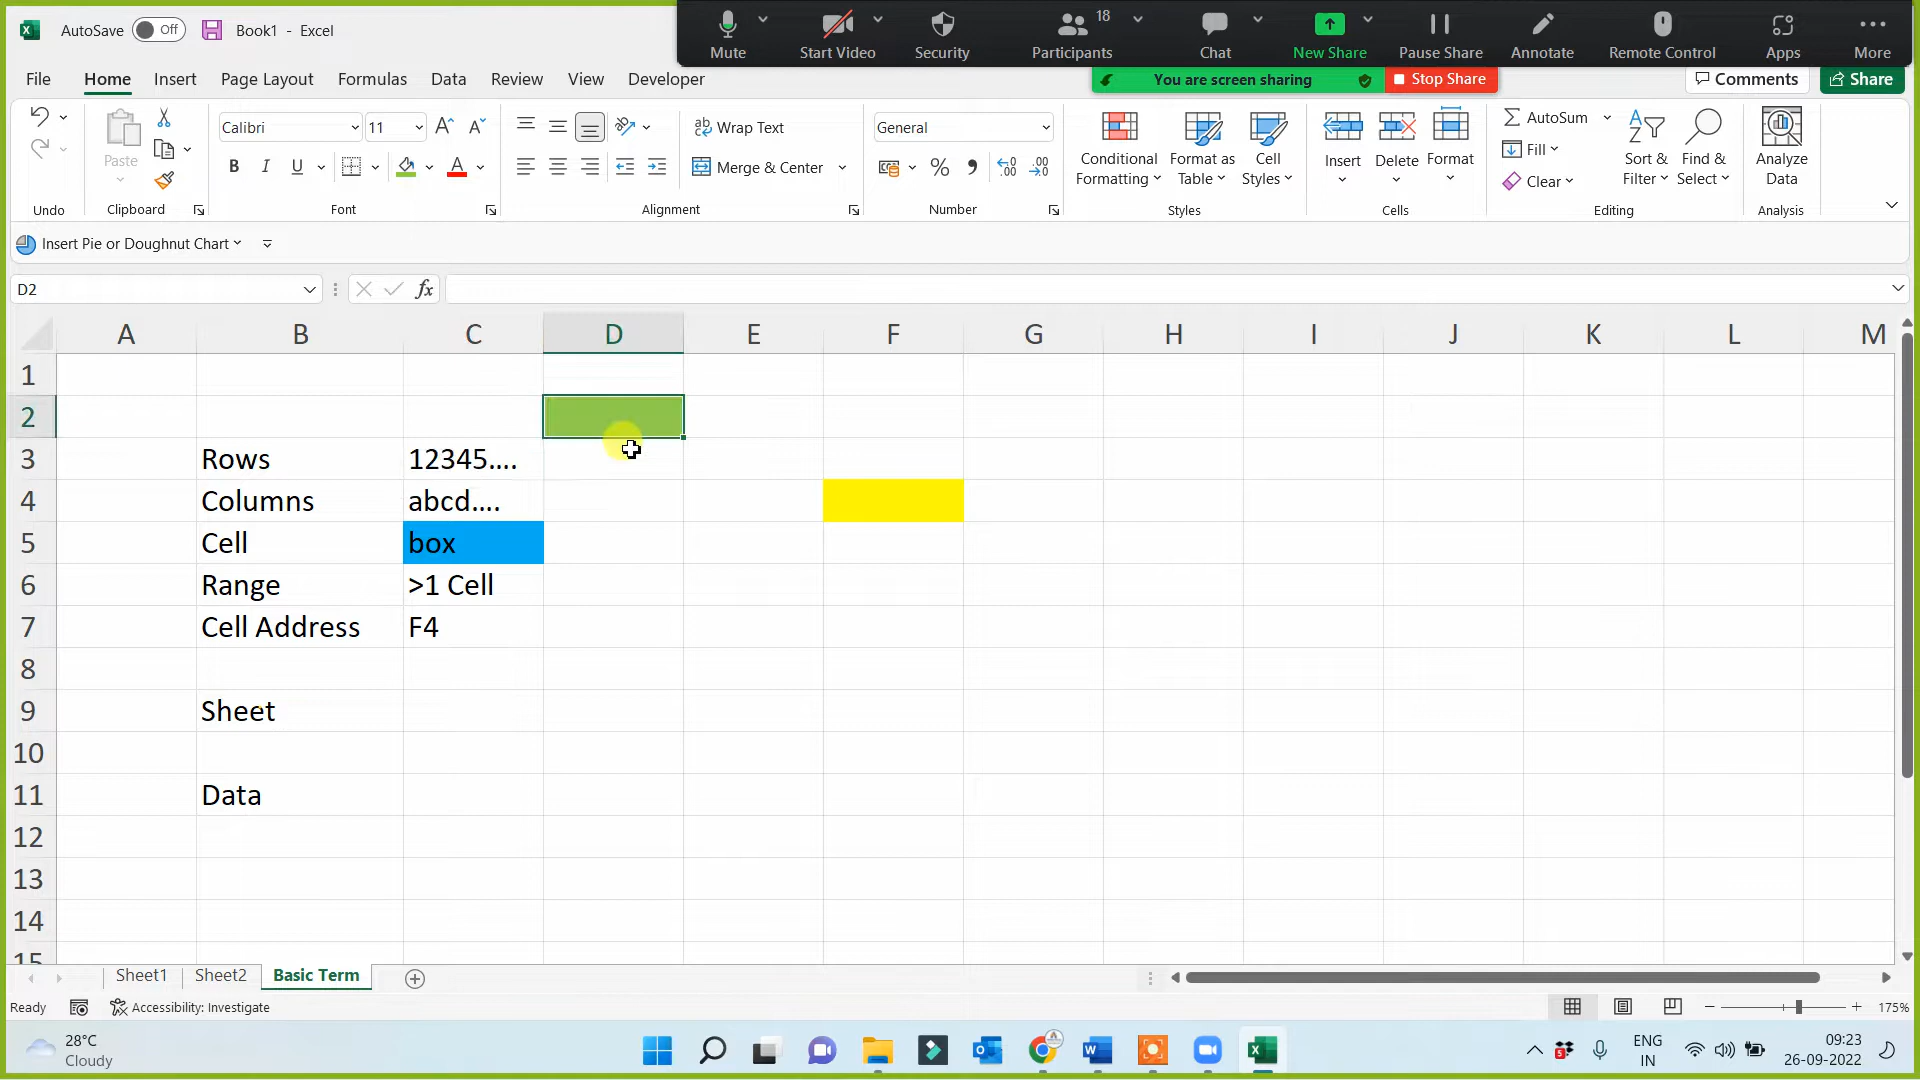 AutoSave Off Book1 - Excel
Mute Start Video Security Participants 18 Chat New Share Pause Share Annotate Remote Control Apps More
You are screen sharing Stop Share
File Home Insert Page Layout Formulas Data Review View Developer Comments Share
Calibri 11 Wrap Text General AutoSum
Paste B I U Merge & Center % Conditional Formatting Format as Table Cell Styles Insert Delete Format Fill Clear Sort & Filter Find & Select Analyze Data
Undo Clipboard Font Alignment Number Styles Cells Editing Analysis
Insert Pie or Doughnut Chart
D2 fx
A B C D E F G H I J K L M
1
2
3 Rows 12345....
4 Columns abcd....
5 Cell box
6 Range >1 Cell
7 Cell Address F4
8
9 Sheet
10
11 Data
12
13
14
15
Sheet1 Sheet2 Basic Term
Ready Accessibility: Investigate 175%
28°C ENG 09:23
Cloudy IN 26-09-2022